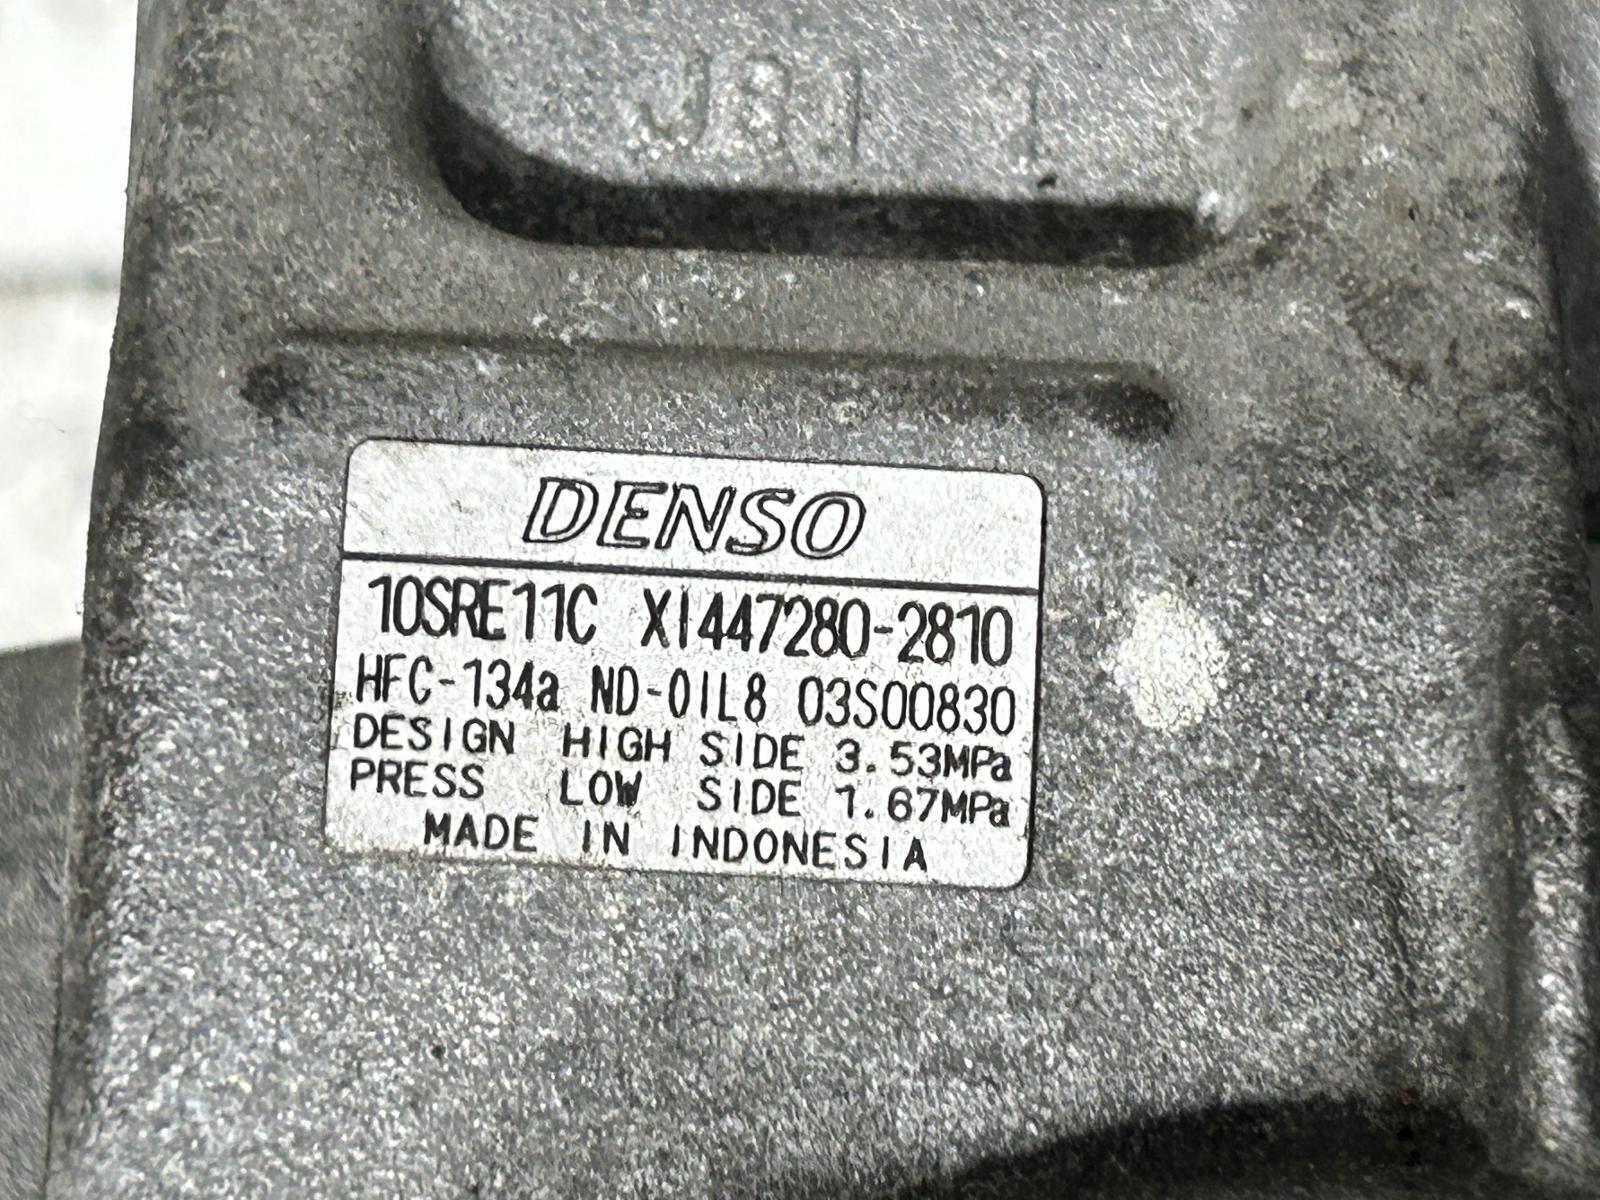 DENSO
10SRE11C XI447280-2810
HFC-134a ND-OIL8 03S00830
DESIGN HIGH SIDE 3.53MPa
PRESS LOW SIDE 1.67MPa
MADE IN INDONESIA